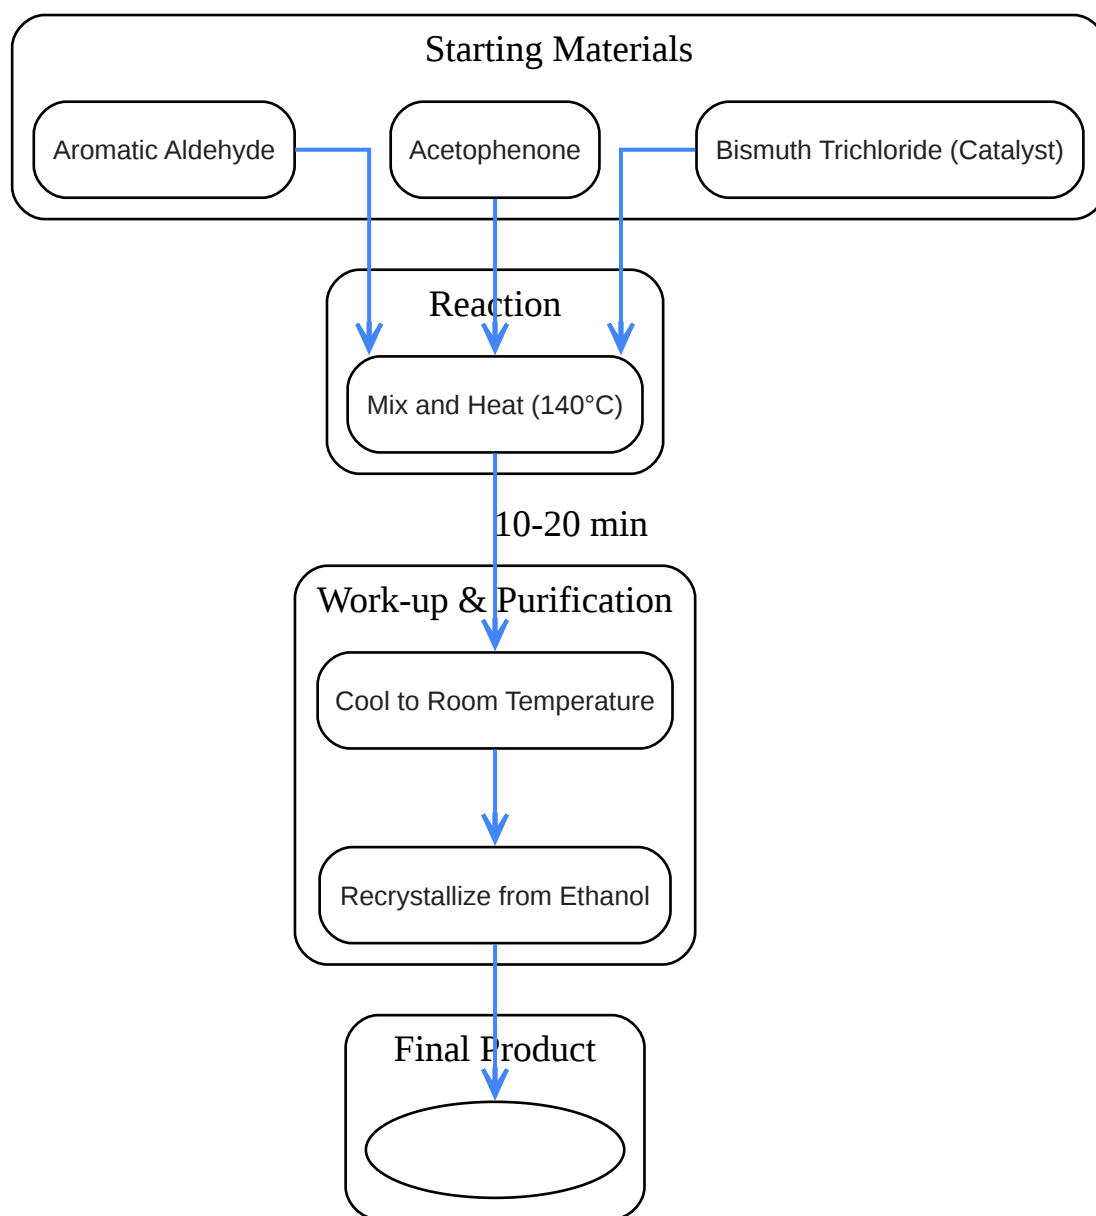 Starting Materials
Aromatic Aldehyde
Acetophenone
Bismuth Trichloride (Catalyst)
Reaction
Mix and Heat (140°C)
10-20 min
Work-up & Purification
Cool to Room Temperature
Recrystallize from Ethanol
Final Product